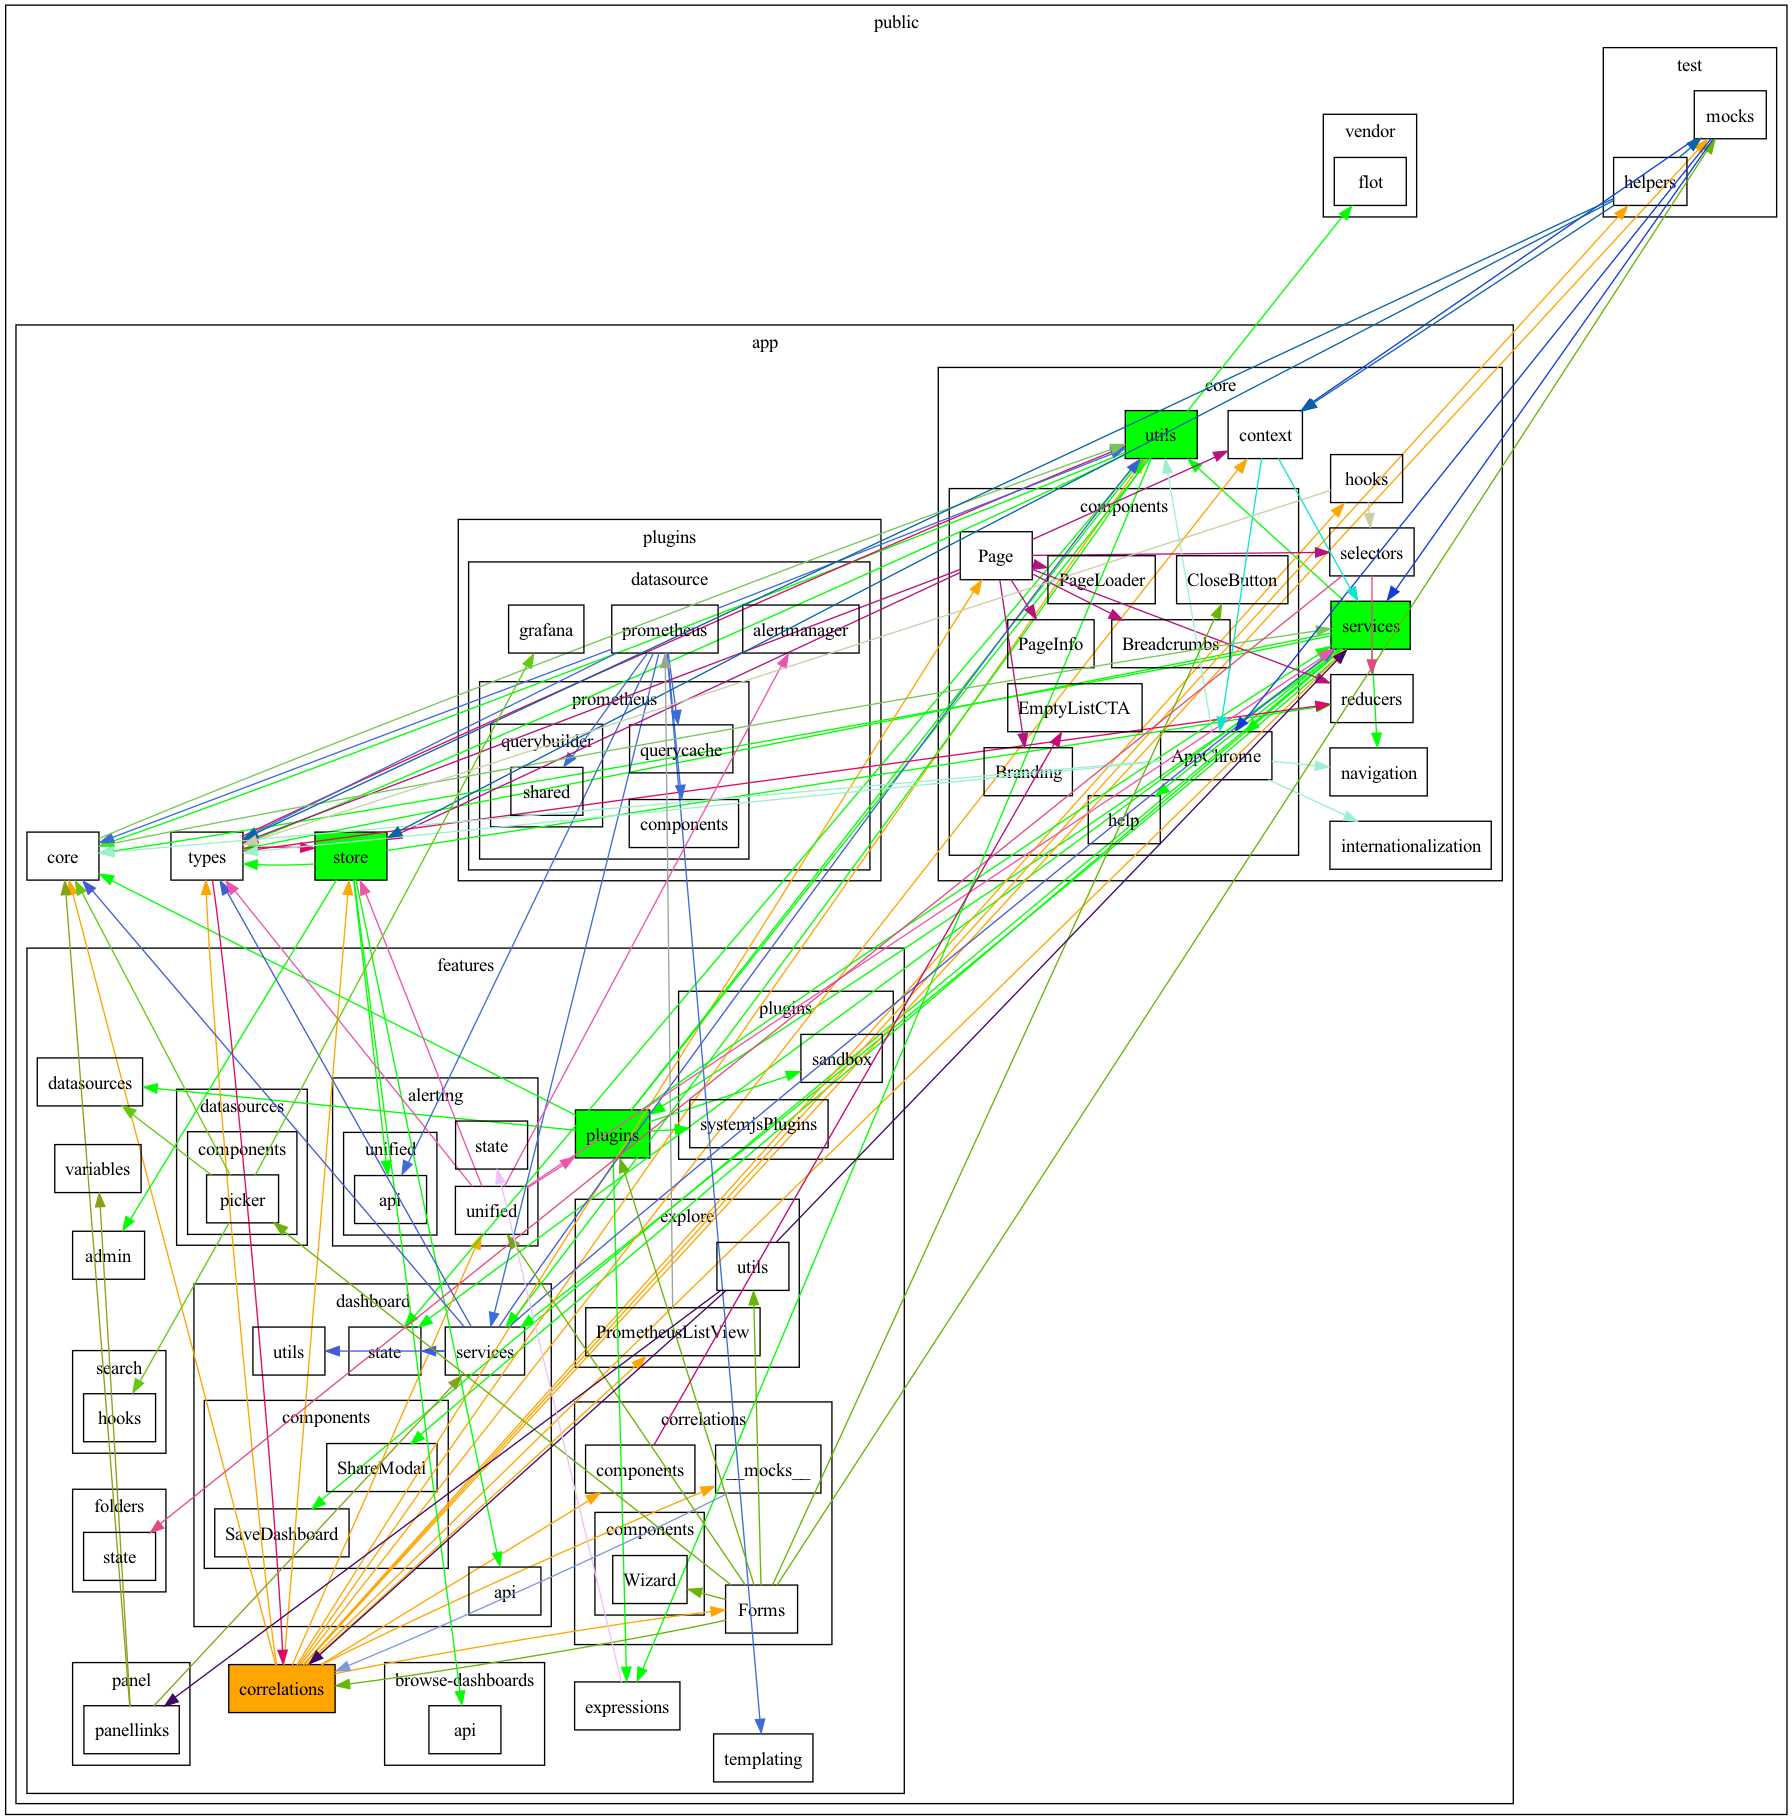 public
test
mocks
vendor
helpers
flot
app
core
utils
context
hooks
components
plugins
selectors
Page
datasource
PageLoader
CloseButton
grafana
prometheus
alertmanager
services
PageInfo
Breadcrumbs
prometheus
reducers
EmptyListCTA
querybuilder
querycache
AppChrome
Branding
navigation
shared
help
components
internationalization
core
types
store
features
plugins
sandbox
datasources
alerting
datasources
systemjsPlugins
plugins
unified
state
components
variables
picker
api
unified
explore
admin
utils
dashboard
PrometheusListView
utils
state
services
search
hooks
components
correlations
ShareModal
components
__mocks__
folders
SaveDashboard
components
state
Wizard
api
Forms
panel
correlations
browse-dashboards
expressions
panellinks
api
templating